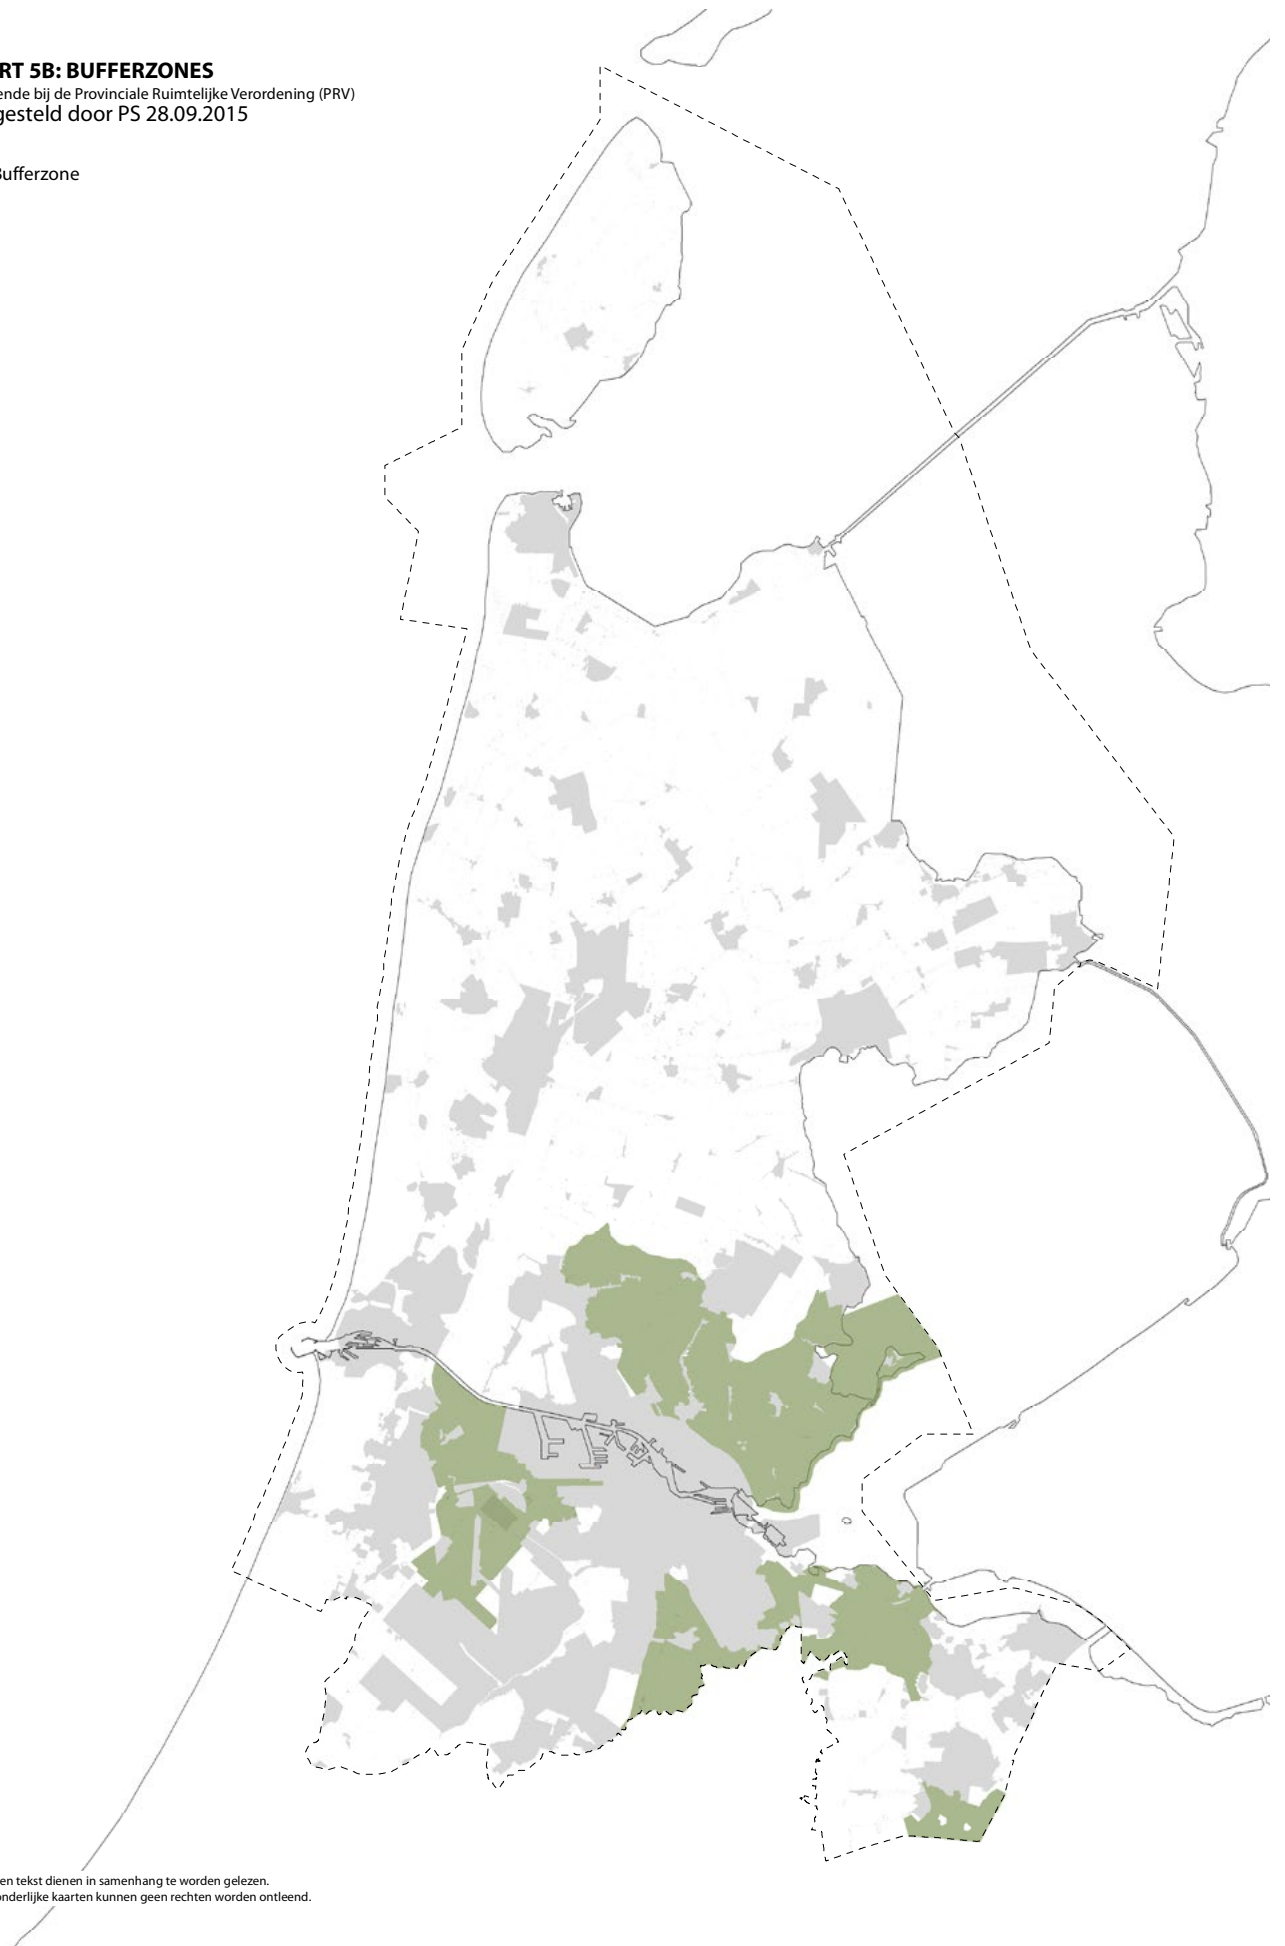 RT 5B: BUFFERZONES
ende bij de Provinciale Ruimtelijke Verordening (PRV)
gesteld door PS 28.09.2015
Bufferzone
en tekst dienen in samenhang te worden gelezen.
onderlijke kaarten kunnen geen rechten worden ontleend.